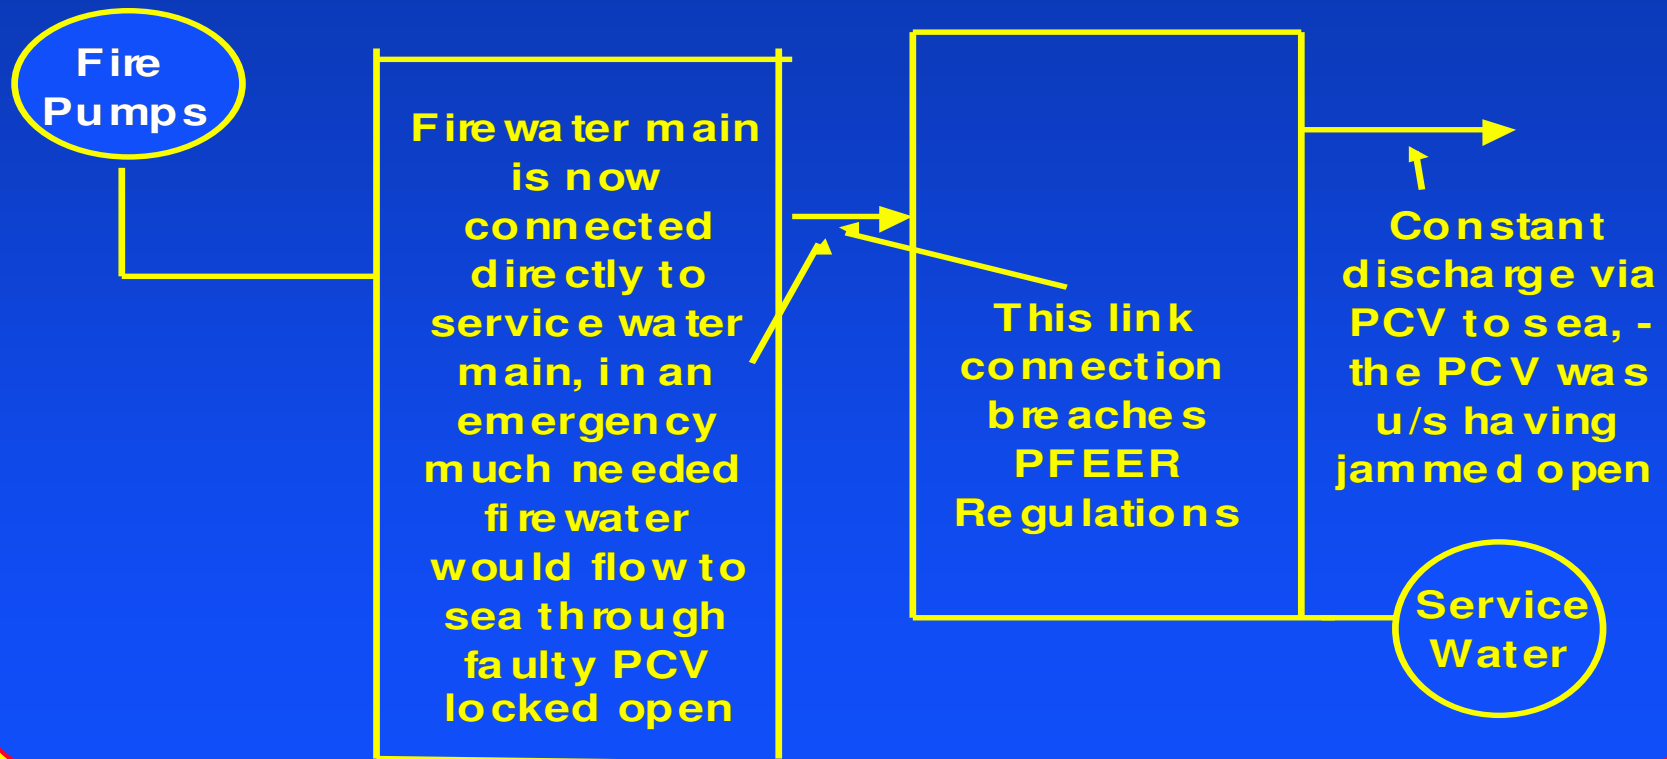 Fire
Pumps
Firewater main
is now
connected
directly to
service water
main, in an
emergency
much needed
firewater
would flow to
sea through
faulty PCV
locked open
This link
connection
breaches
PFEER
Regulations
Constant
discharge via
PCV to sea, -
the PCV was
u/s having
jammed open
Service
Water